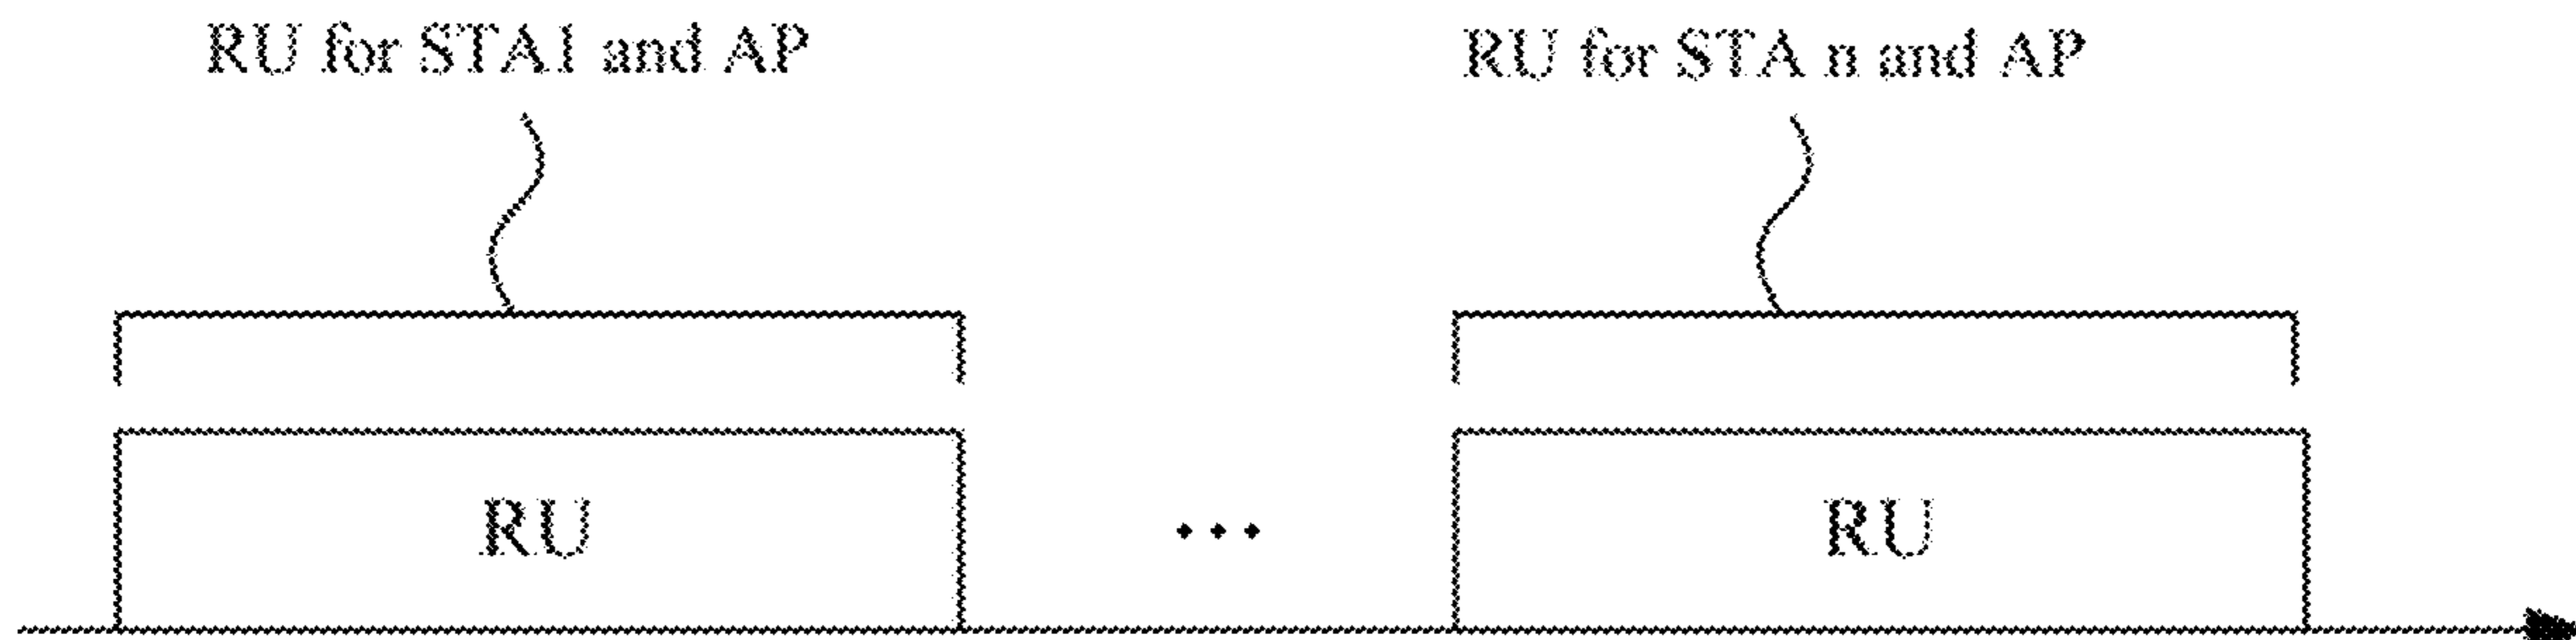 RU for STA1 and AP
RU for STA n and AP
RU
...
RU